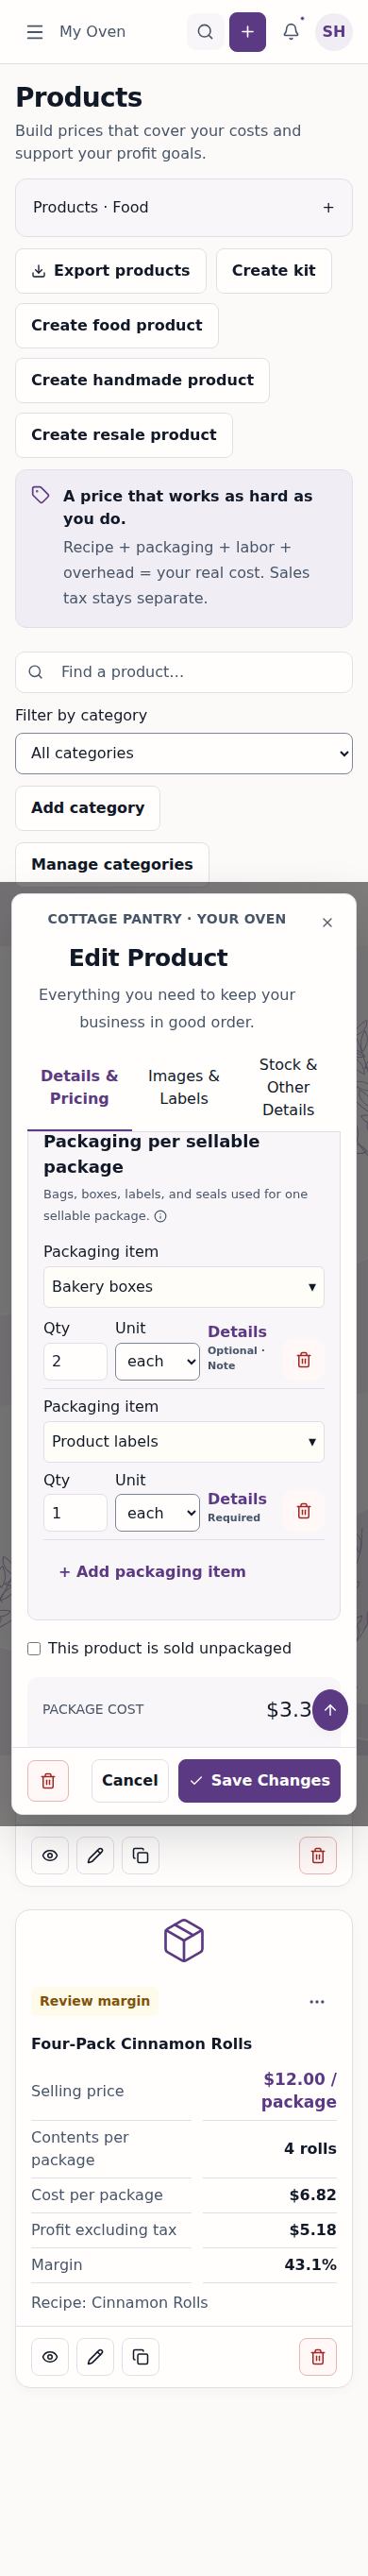 My Oven
SH
Products
Build prices that cover your costs and
support your profit goals.
Products · Food +
Export products
Create kit
Create food product
Create handmade product
Create resale product
A price that works as hard as
you do.
Recipe + packaging + labor +
overhead = your real cost. Sales
tax stays separate.
Find a product...
Filter by category
All categories
Add category
Manage categories
COTTAGE PANTRY · YOUR OVEN
Edit Product
Everything you need to keep your
business in good order.
Details &
Pricing
Images &
Labels
Stock &
Other
Details
Packaging per sellable
package
Bags, boxes, labels, and seals used for one
sellable package.
Packaging item
Bakery boxes
Qty
Unit
Details
Optional ·
Note
2
each
Packaging item
Product labels
Qty
Unit
Details
Required
1
each
+ Add packaging item
This product is sold unpackaged
PACKAGE COST
$3.3
Cancel
Save Changes
Review margin
Four-Pack Cinnamon Rolls
Selling price
$12.00 /
package
Contents per
package
4 rolls
Cost per package
$6.82
Profit excluding tax
$5.18
Margin
43.1%
Recipe: Cinnamon Rolls